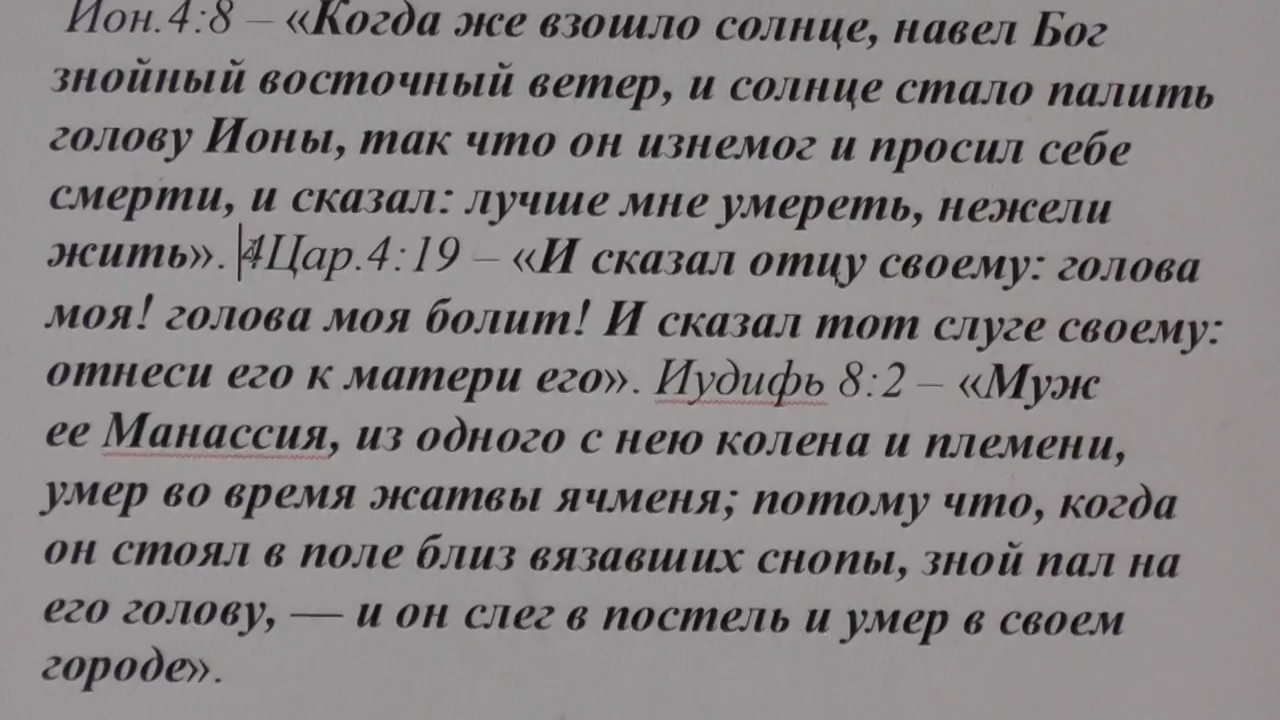 Ион.4:8 – «Когда же взошло солнце, навел Бог
знойный восточный ветер, и солнце стало палить
голову Ионы, так что он изнемог и просил себе
смерти, и сказал: лучше мне умереть, нежели
жить». 4Цар.4:19 – «И сказал отцу своему: голова
моя! голова моя болит! И сказал тот слуге своему:
отнеси его к матери его». Иудифь 8:2 – «Муж
ее Манассия, из одного с нею колена и племени,
умер во время жатвы ячменя; потому что, когда
он стоял в поле близ вязавших снопы, зной пал на
его голову, — и он слег в постель и умер в своем
городе».